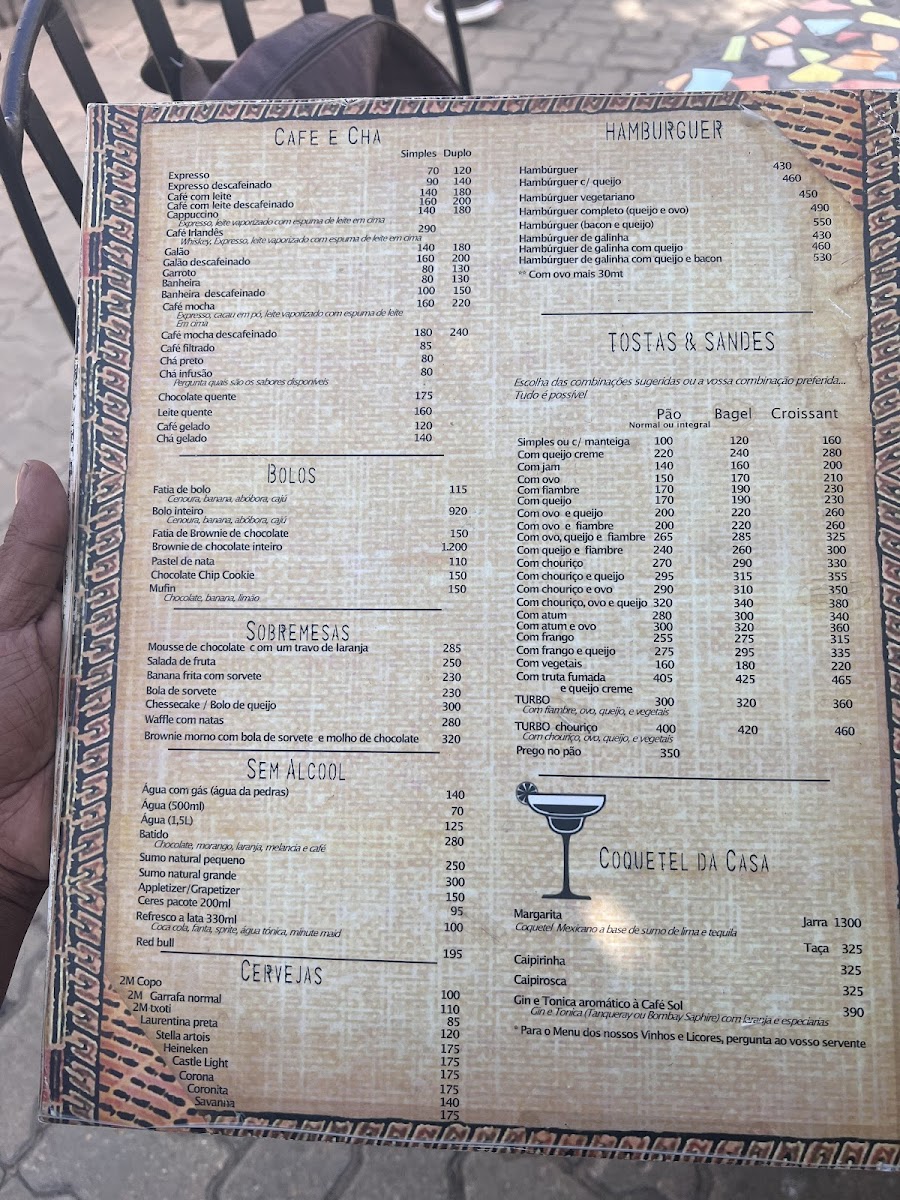 CAFE E CHA
Simples Duplo
Expresso 70 120
Expresso descafeinado 90 140
Café com leite 140 180
Café com leite descafeinado 160 200
Cappuccino 140 180
Expresso, leite vaporizado com espuma de leite em cima
Café Irlandês 290
Whiskey, Expresso, leite vaporizado com espuma de leite em cima
Galão 140 180
Galão descafeinado 160 200
Garroto 80 130
Banheira 80 130
Banheira descafeinado 100 150
Café mocha 160 220
Expresso, cacau em pó, leite vaporizado com espuma de leite
Em cima
Café mocha descafeinado 180 240
Café filtrado 85
Chá preto 80
Chá infusão 80
Pergunta quais são os sabores disponíveis
Chocolate quente 175
Leite quente 160
Café gelado 120
Chá gelado 140
BOLOS
Fatia de bolo 115
Cenoura, banana, abóbora, cajú
Bolo inteiro 920
Cenoura, banana, abóbora, cajú
Fatia de Brownie de chocolate 150
Brownie de chocolate inteiro 1.200
Pastel de nata 110
Chocolate Chip Cookie 150
Mufin 150
Chocolate, banana, limão
SOBREMESAS
Mousse de chocolate com um travo de laranja 285
Salada de fruta 250
Banana frita com sorvete 230
Bola de sorvete 230
Chessecake / Bolo de queijo 300
Waffle com natas 280
Brownie morno com bola de sorvete e molho de chocolate 320
SEM ALCOOL
Água com gás (água da pedras) 140
Água (500ml) 70
Água (1,5L) 125
Batido 280
Chocolate, morango, laranja, melancia e café
Sumo natural pequeno 250
Sumo natural grande 300
Appletizer/Grapetizer 150
Ceres pacote 200ml 95
Refresco a lata 330ml 100
Coca cola, fanta, sprite, água tónica, minute maid
Red bull 195
CERVEJAS
2M Copo 100
2M Garrafa normal 110
2M txoti 85
Laurentina preta 120
Stella artois 175
Heineken 175
Castle Light 175
Corona 175
Coronita 140
Savanna 175
HAMBURGUER
Hambúrguer 430
Hambúrguer c/ queijo 460
Hambúrguer vegetariano 450
Hambúrguer completo (queijo e ovo) 490
Hambúrguer (bacon e queijo) 550
Hambúrguer de galinha 430
Hambúrguer de galinha com queijo 460
Hambúrguer de galinha com queijo e bacon 530
** Com ovo mais 30mt
TOSTAS & SANDES
Escolha das combinações sugeridas ou a vossa combinação preferida...
Tudo é possível
Pão Bagel Croissant
Normal ou integral
Simples ou c/ manteiga 100 120 160
Com queijo creme 220 240 280
Com jam 140 160 200
Com ovo 150 170 210
Com fiambre 170 190 230
Com queijo 170 190 230
Com ovo e queijo 200 220 260
Com ovo e fiambre 200 220 260
Com ovo, queijo e fiambre 265 285 325
Com queijo e fiambre 240 260 300
Com chouriço 270 290 330
Com chouriço e queijo 295 315 355
Com chouriço e ovo 290 310 350
Com chouriço, ovo e queijo 320 340 380
Com atum 280 300 340
Com atum e ovo 300 320 360
Com frango 255 275 315
Com frango e queijo 275 295 335
Com vegetais 160 180 220
Com truta fumada 405 425 465
e queijo creme
TURBO 300 320 360
Com fiambre, ovo, queijo, e vegetais
TURBO chouriço 400 420 460
Com chouriço, ovo, queijo, e vegetais
Prego no pão 350
COQUETEL DA CASA
Margarita Jarra 1300
Coquetel Mexicano a base de sumo de lima e tequila
Taça 325
Caipirinha 325
Caipirosca 325
Gin e Tonica aromático à Café Sol 390
Gin e Tonica (Tanqueray ou Bombay Saphire) com laranja e especiarias
* Para o Menu dos nossos Vinhos e Licores, pergunta ao vosso servente